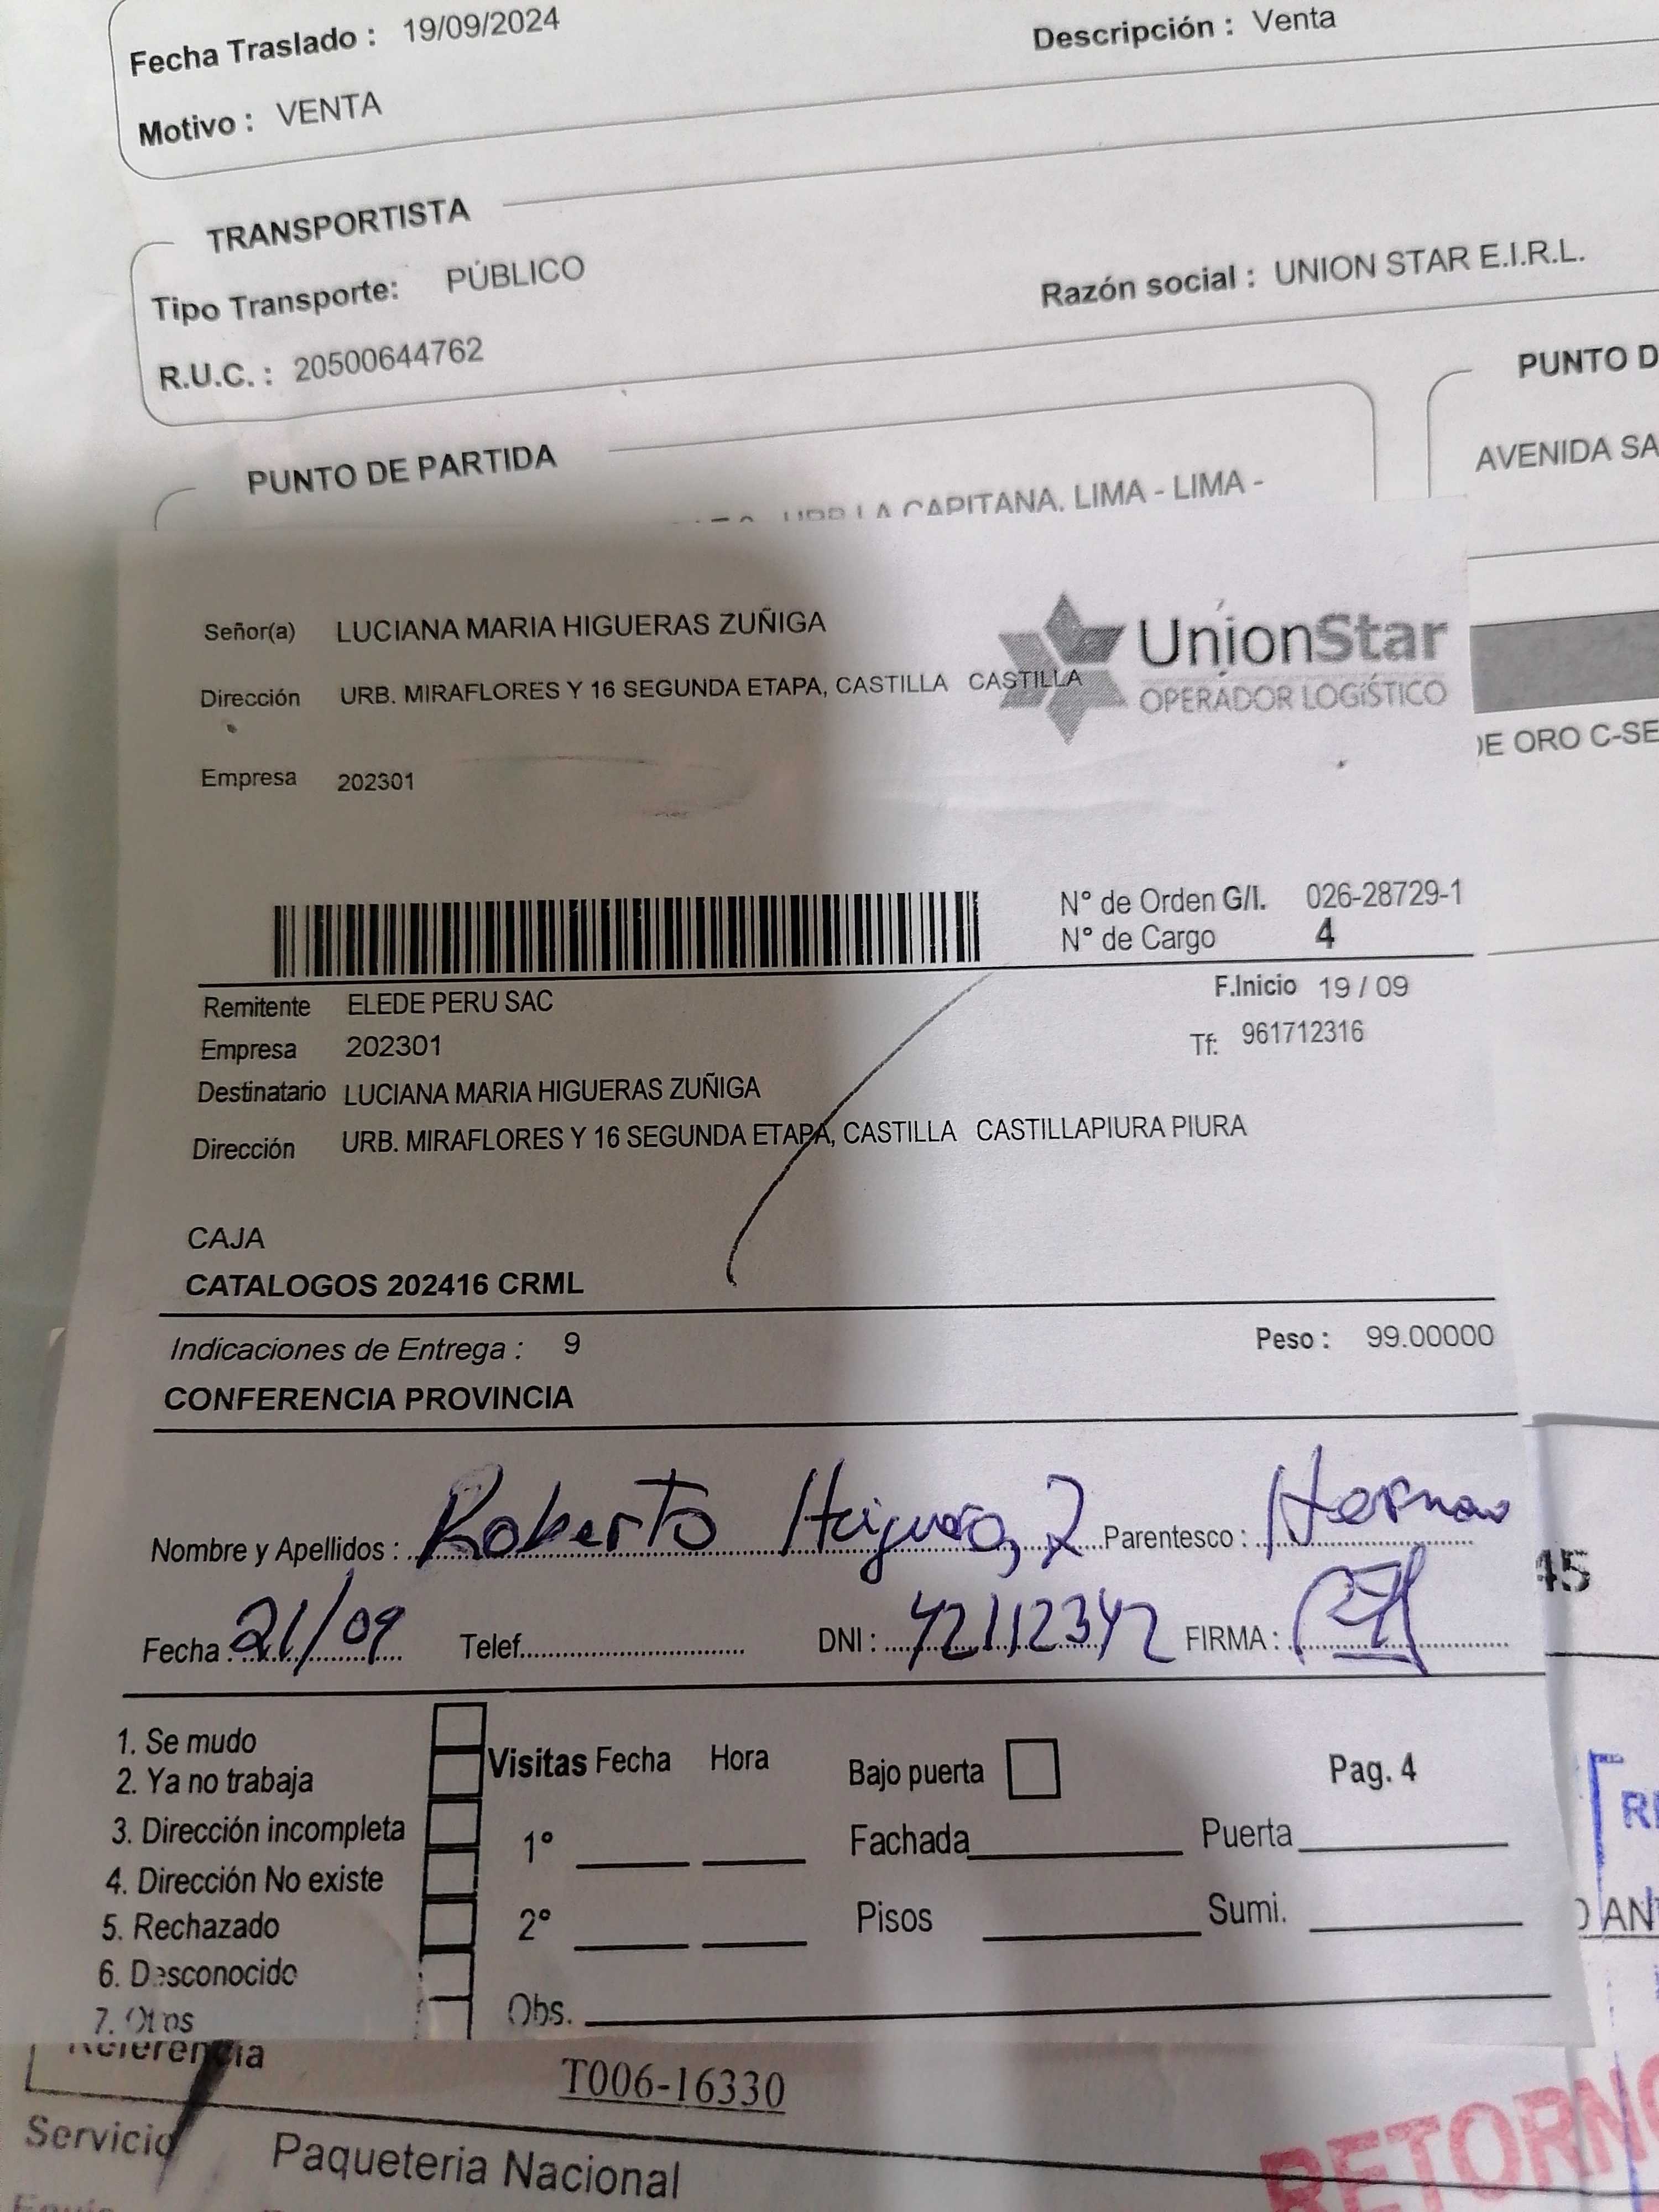 Fecha Traslado : 19/09/2024 Descripción : Venta
Motivo : VENTA
TRANSPORTISTA
Tipo Transporte: PÚBLICO Razón social : UNION STAR E.I.R.L.
R.U.C. : 20500644762
PUNTO DE PARTIDA PUNTO D
LA CAPITANA, LIMA - LIMA - AVENIDA SA
Señor(a) LUCIANA MARIA HIGUERAS ZUÑIGA
UnionStar
Dirección URB. MIRAFLORES Y 16 SEGUNDA ETAPA, CASTILLA CASTILLA
OPERADOR LOGíSTICO
DE ORO C-SE
Empresa 202301
N° de Orden G/I. 026-28729-1
N° de Cargo 4
Remitente ELEDE PERU SAC F.Inicio 19 / 09
Empresa 202301 Tf: 961712316
Destinatario LUCIANA MARIA HIGUERAS ZUÑIGA
Dirección URB. MIRAFLORES Y 16 SEGUNDA ETAPA, CASTILLA CASTILLAPIURA PIURA
CAJA
CATALOGOS 202416 CRML
Indicaciones de Entrega : 9 Peso : 99.00000
CONFERENCIA PROVINCIA
Nombre y Apellidos : Roberto Higueras Z Parentesco : Hermano
45
Fecha 21/09 Telef. DNI : 42112342 FIRMA :
1. Se mudo
2. Ya no trabaja Visitas Fecha Hora Bajo puerta Pag. 4
3. Dirección incompleta 1° Fachada Puerta
4. Dirección No existe
5. Rechazado 2° Pisos Sumi.
6. Desconocido
7. Otros Obs.
Referencia T006-16330
Servicio Paqueteria Nacional
RETORNO